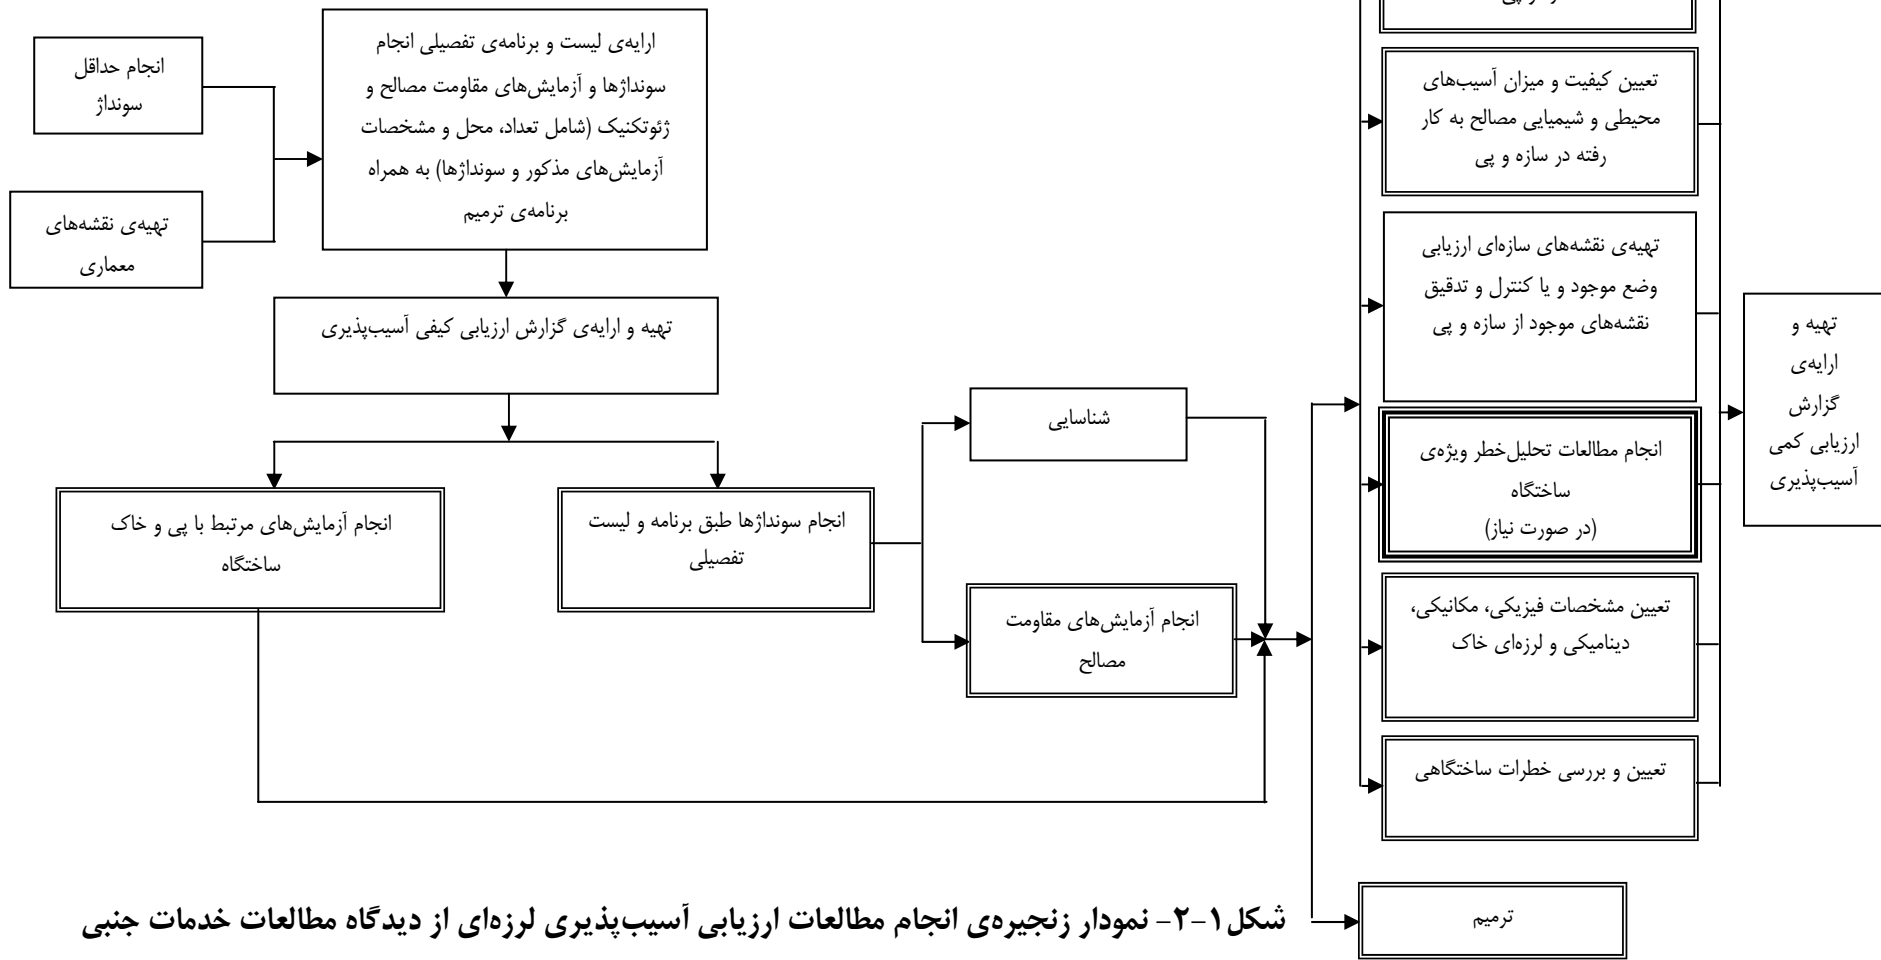 انجام حداقل
سونداژ
تهیه‌ی نقشه‌های
معماری
ارایه‌ی لیست و برنامه‌ی تفصیلی انجام
سونداژها و آزمایش‌های مقاومت مصالح و
ژئوتکنیک (شامل تعداد، محل و مشخصات
آزمایش‌های مذکور و سونداژها) به همراه
برنامه‌ی ترمیم
تهیه و ارایه‌ی گزارش ارزیابی کیفی آسیب‌پذیری
انجام آزمایش‌های مرتبط با پی و خاک
ساختگاه
انجام سونداژها طبق برنامه و لیست
تفصیلی
شناسایی
انجام آزمایش‌های مقاومت
مصالح
تعیین کیفیت و میزان آسیب‌های
محیطی و شیمیایی مصالح به کار
رفته در سازه و پی
تهیه‌ی نقشه‌های سازه‌ای ارزیابی
وضع موجود و یا کنترل و تدقیق
نقشه‌های موجود از سازه و پی
انجام مطالعات تحلیل‌خطر ویژه‌ی
ساختگاه
(در صورت نیاز)
تعیین مشخصات فیزیکی، مکانیکی،
دینامیکی و لرزه‌ای خاک
تعیین و بررسی خطرات ساختگاهی
ترمیم
تهیه و
ارایه‌ی
گزارش
ارزیابی کمی
آسیب‌پذیری
شکل۱-۲- نمودار زنجیره‌ی انجام مطالعات ارزیابی آسیب‌پذیری لرزه‌ای از دیدگاه مطالعات خدمات جنبی